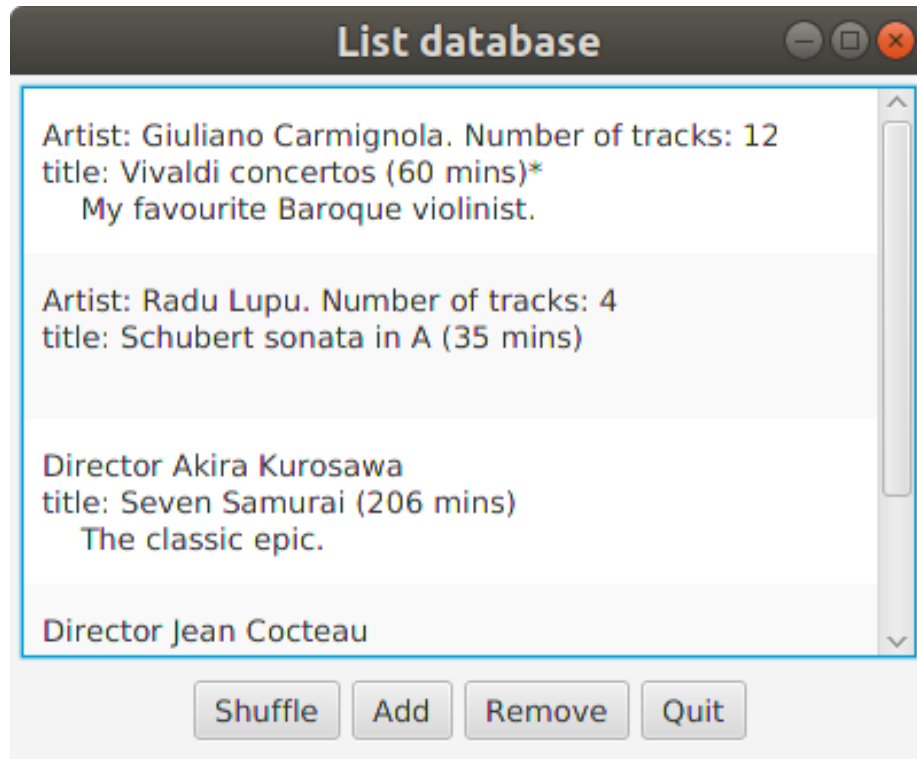 List database
Artist: Giuliano Carmignola. Number of tracks: 12
title: Vivaldi concertos (60 mins)*
My favourite Baroque violinist.
Artist: Radu Lupu. Number of tracks: 4
title: Schubert sonata in A (35 mins)
Director Akira Kurosawa
title: Seven Samurai (206 mins)
The classic epic.
Director Jean Cocteau
Shuffle Add Remove Quit